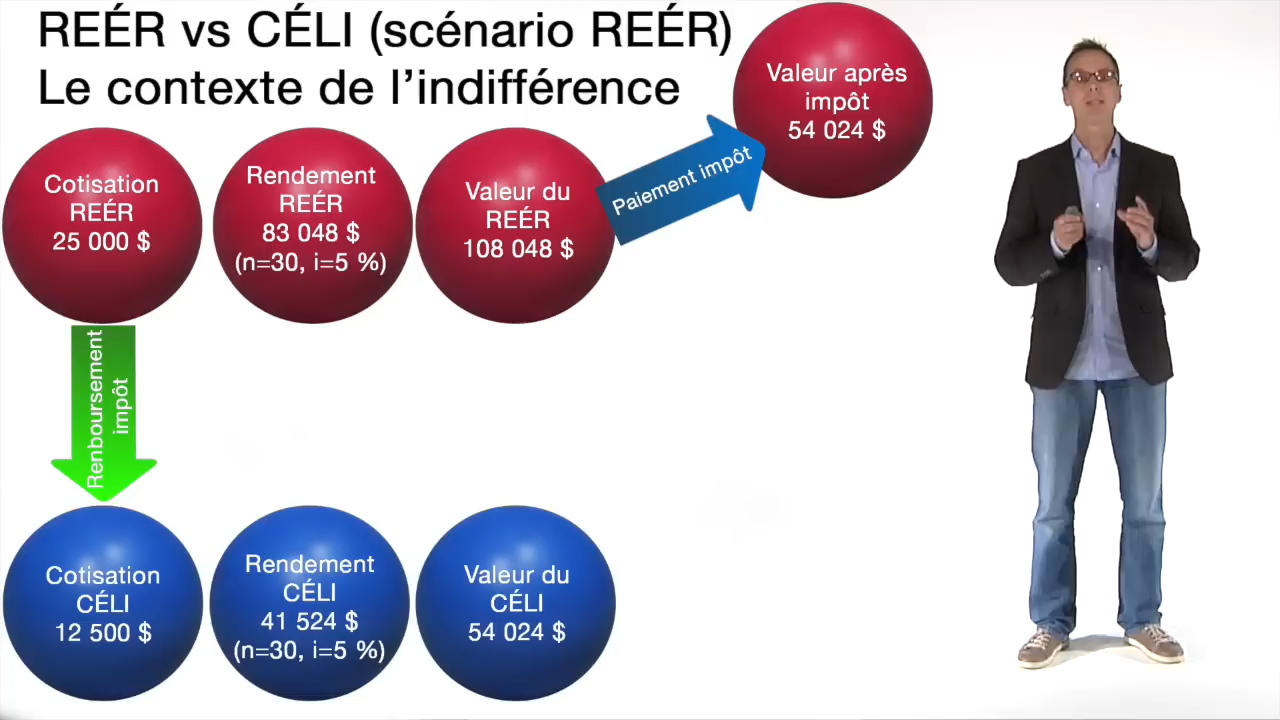 REÉR vs CÉLI (scénario REÉR)
Le contexte de l'indifférence
Cotisation
REÉR
25 000 $
Rendement
REÉR
83 048 $
(n=30, i=5 %)
Valeur du
REÉR
108 048 $
Paiement impôt
Valeur après
impôt
54 024 $
Renboursement
impôt
Cotisation
CÉLI
12 500 $
Rendement
CÉLI
41 524 $
(n=30, i=5 %)
Valeur du
CÉLI
54 024 $